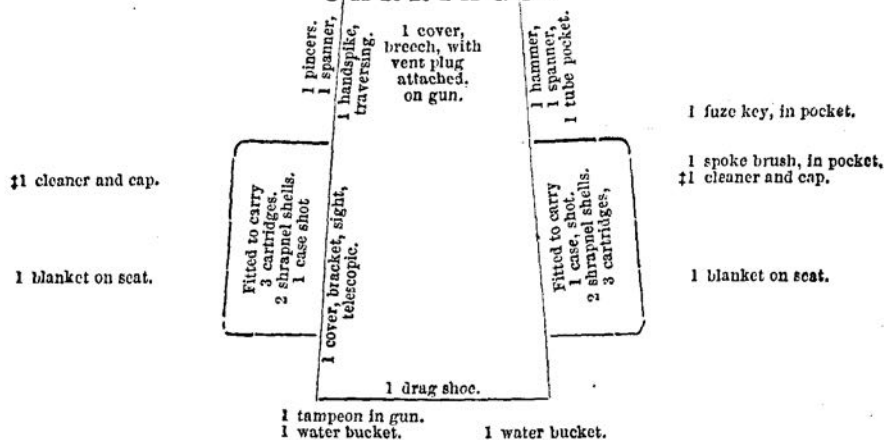 1 pincers.
1 spanner,
1 handspike,
traversing.
1 cover,
breech, with
vent plug
attached.
on gun.
1 hammer,
1 spanner,
1 tube pocket.
1 fuze key, in pocket.
‡1 cleaner and cap.
1 spoke brush, in pocket.
‡1 cleaner and cap.
Fitted to carry
3 cartridges.
2 shrapnel shells.
1 case shot
1 cover, bracket, sight,
telescopic.
Fitted to carry
1 case, shot.
2 shrapnel shells,
3 cartridges,
1 blanket on seat.
1 blanket on seat.
1 drag shoe.
1 tampeon in gun.
1 water bucket.
1 water bucket.